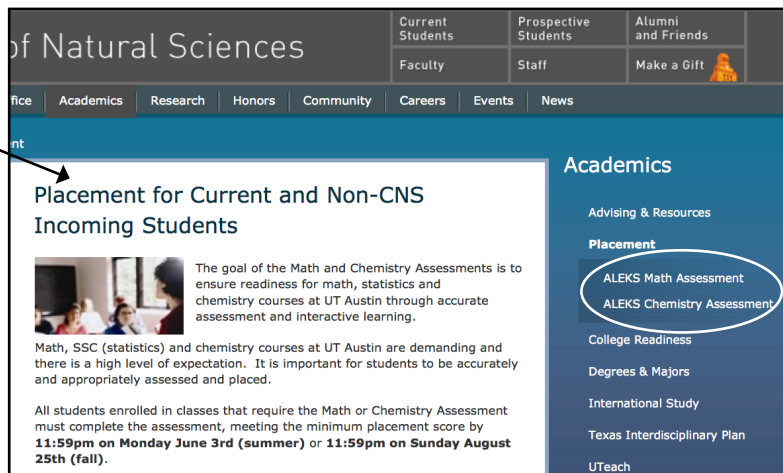 of Natural Sciences
Current Students
Prospective Students
Alumni and Friends
Faculty
Staff
Make a Gift
Academics
Research
Honors
Community
Careers
Events
News
Placement for Current and Non-CNS
Incoming Students
The goal of the Math and Chemistry Assessments is to
ensure readiness for math, statistics and
chemistry courses at UT Austin through accurate
assessment and interactive learning.
Math, SSC (statistics) and chemistry courses at UT Austin are demanding and
there is a high level of expectation.  It is important for students to be accurately
and appropriately assessed and placed.
All students enrolled in classes that require the Math or Chemistry Assessment
must complete the assessment, meeting the minimum placement score by
11:59pm on Monday June 3rd (summer) or 11:59pm on Sunday August
25th (fall).
Academics
Advising & Resources
Placement
ALEKS Math Assessment
ALEKS Chemistry Assessment
College Readiness
Degrees & Majors
International Study
Texas Interdisciplinary Plan
UTeach